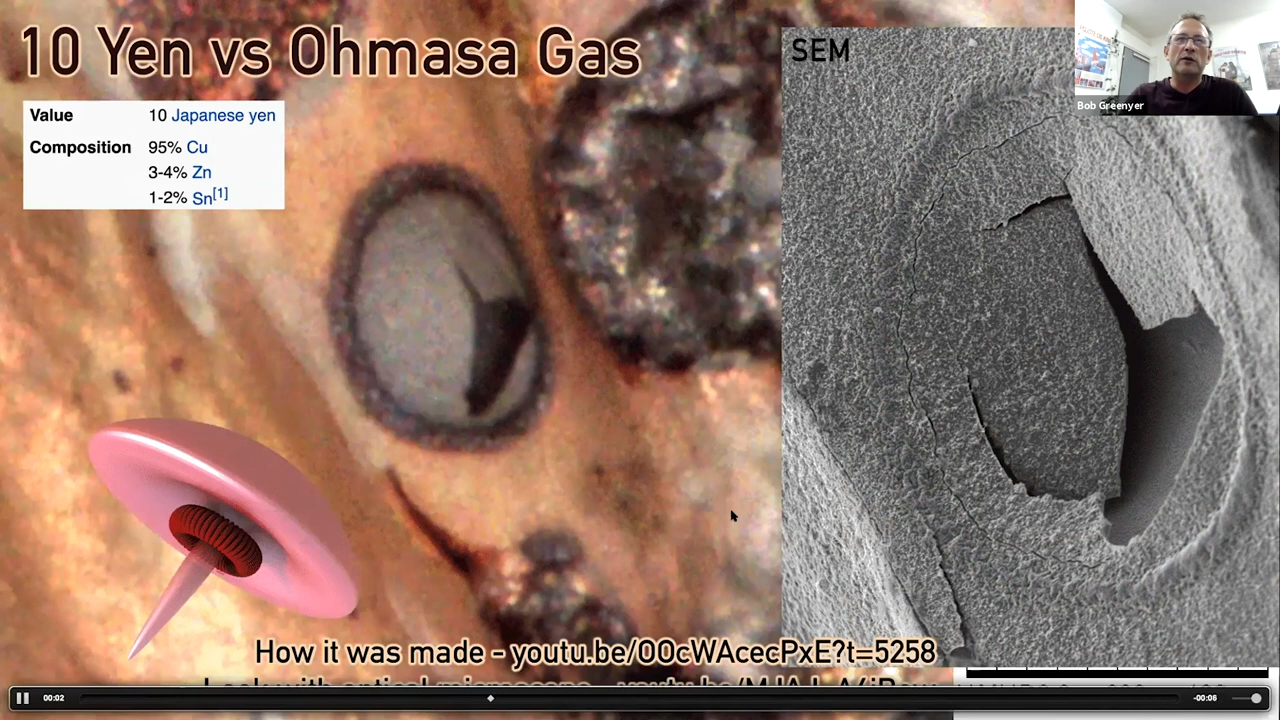 10 Yen vs Ohmasa Gas
Value 10 Japanese yen
Composition 95% Cu
3-4% Zn
1-2% Sn[1]
SEM
Bob Greenyer
How it was made - youtu.be/OOcWAcecPxE?t=5258
00:02
-00:06